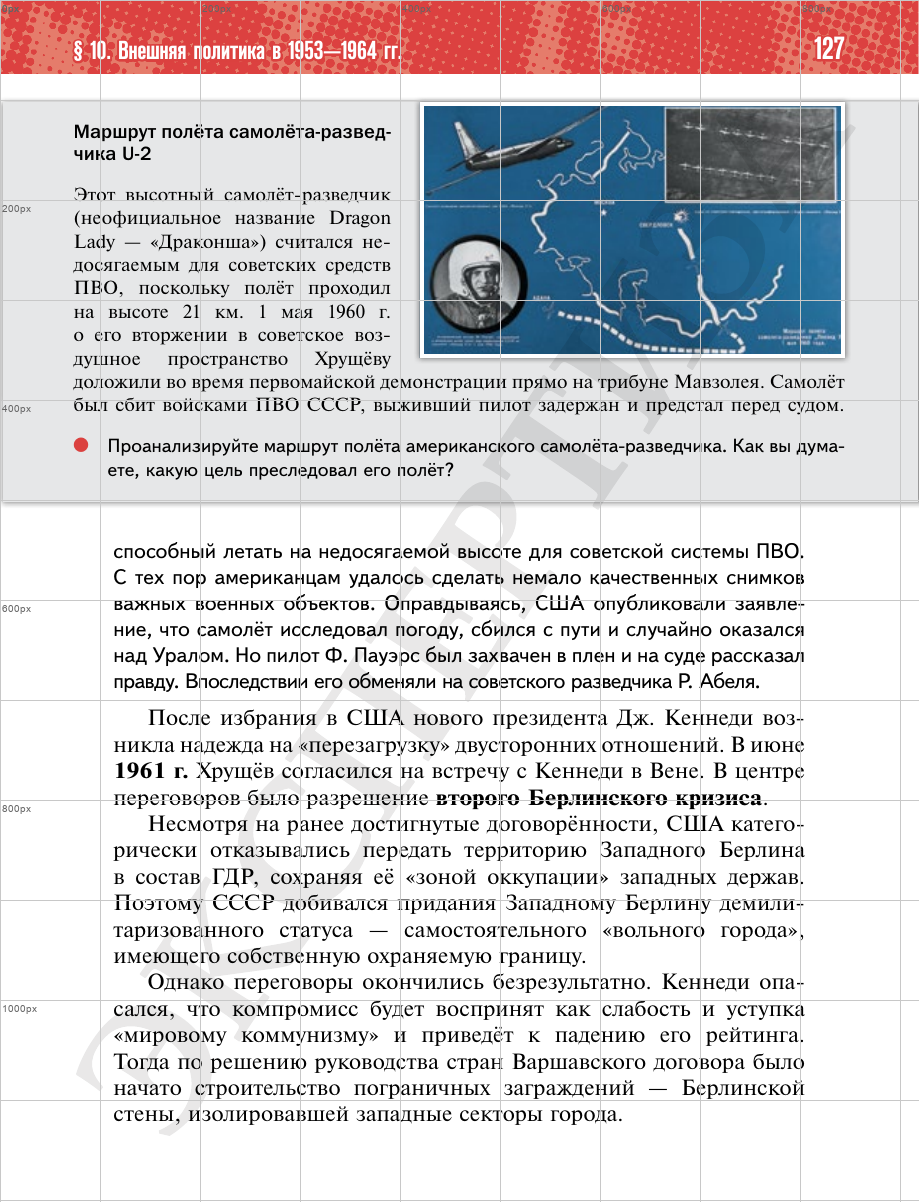 § 10. Внешняя политика в 1953—1964 гг.
127
Маршрут полёта самолёта-развед-
чика U-2
Этот высотный самолёт-разведчик
(неофициальное название Dragon
Lady — «Драконша») считался не-
досягаемым для советских средств
ПВО, поскольку полёт проходил
на высоте 21 км. 1 мая 1960 г.
о его вторжении в советское воз-
душное пространство Хрущёву
доложили во время первомайской демонстрации прямо на трибуне Мавзолея. Самолёт
был сбит войсками ПВО СССР, выживший пилот задержан и предстал перед судом.
МОСКВА
СВЕРДЛОВСК
АДАНА
Проанализируйте маршрут полёта американского самолёта-разведчика. Как вы дума-
ете, какую цель преследовал его полёт?
способный летать на недосягаемой высоте для советской системы ПВО.
С тех пор американцам удалось сделать немало качественных снимков
важных военных объектов. Оправдываясь, США опубликовали заявле-
ние, что самолёт исследовал погоду, сбился с пути и случайно оказался
над Уралом. Но пилот Ф. Пауэрс был захвачен в плен и на суде рассказал
правду. Впоследствии его обменяли на советского разведчика Р. Абеля.
После избрания в США нового президента Дж. Кеннеди воз-
никла надежда на «перезагрузку» двусторонних отношений. В июне
1961 г. Хрущёв согласился на встречу с Кеннеди в Вене. В центре
переговоров было разрешение второго Берлинского кризиса.
Несмотря на ранее достигнутые договорённости, США катего-
рически отказывались передать территорию Западного Берлина
в состав ГДР, сохраняя её «зоной оккупации» западных держав.
Поэтому СССР добивался придания Западному Берлину демили-
таризованного статуса — самостоятельного «вольного города»,
имеющего собственную охраняемую границу.
Однако переговоры окончились безрезультатно. Кеннеди опа-
сался, что компромисс будет воспринят как слабость и уступка
«мировому коммунизму» и приведёт к падению его рейтинга.
Тогда по решению руководства стран Варшавского договора было
начато строительство пограничных заграждений — Берлинской
стены, изолировавшей западные секторы города.
ЭКСПЕРТИЗА
200px
400px
600px
800px
1000px